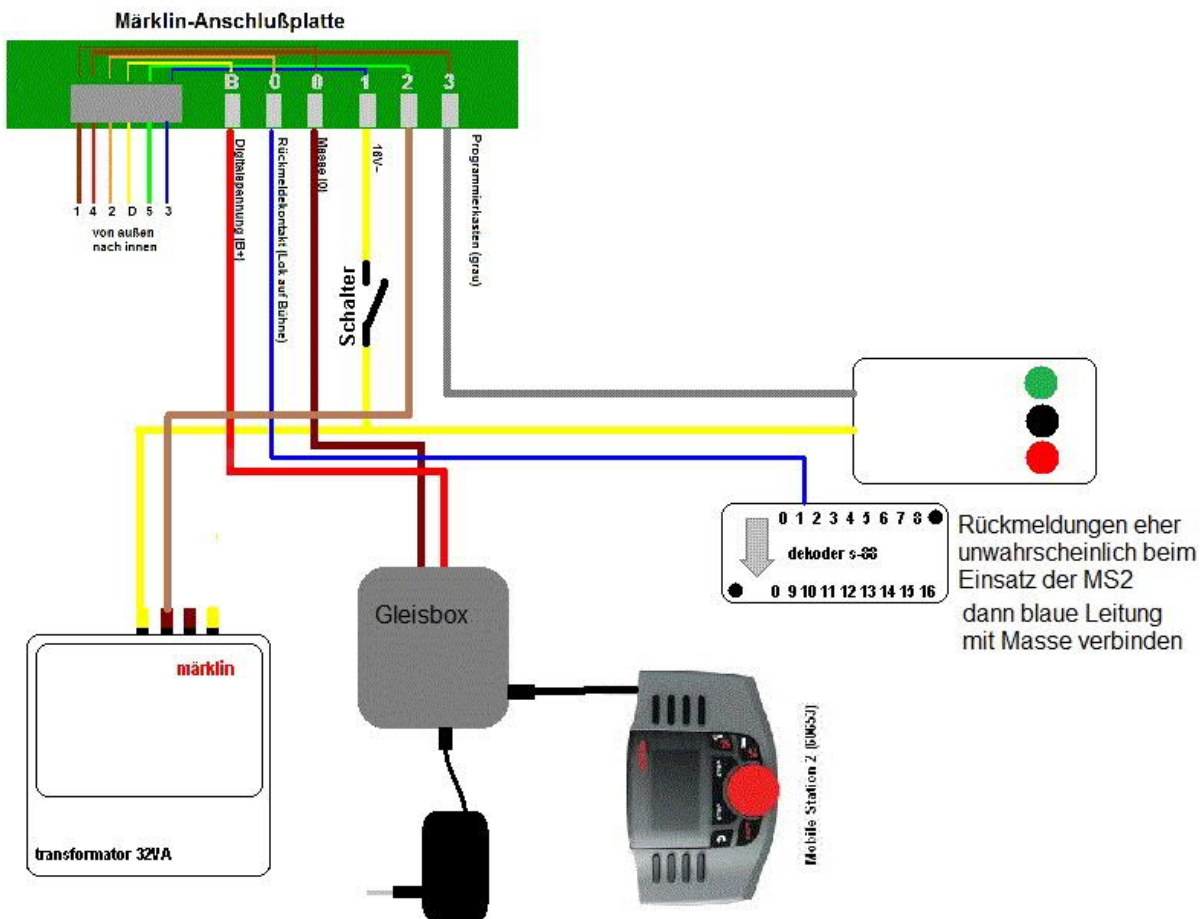 Märklin-Anschlußplatte
B 0 0 1 2 3
1 4 2 D 5 3
von außen
nach innen
Digitalspannung (B+)
Rückmeldekontakt (Lok auf Bühne)
Masse (0)
16V~
Programmierkasten (grau)
Schalter
0 1 2 3 4 5 6 7 8
dekoder s-88
0 9 10 11 12 13 14 15 16
Rückmeldungen eher
unwahrscheinlich beim
Einsatz der MS2
dann blaue Leitung
mit Masse verbinden
Gleisbox
märklin
transformator 32VA
Mobile Station 2 (60653)